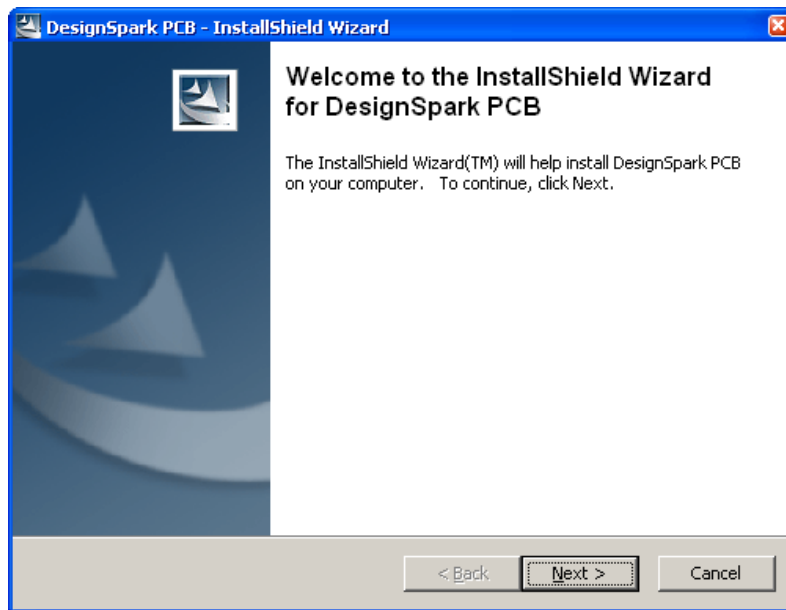 DesignSpark PCB - InstallShield Wizard
Welcome to the InstallShield Wizard
for DesignSpark PCB
The InstallShield Wizard(TM) will help install DesignSpark PCB
on your computer.   To continue, click Next.
< Back
Next >
Cancel